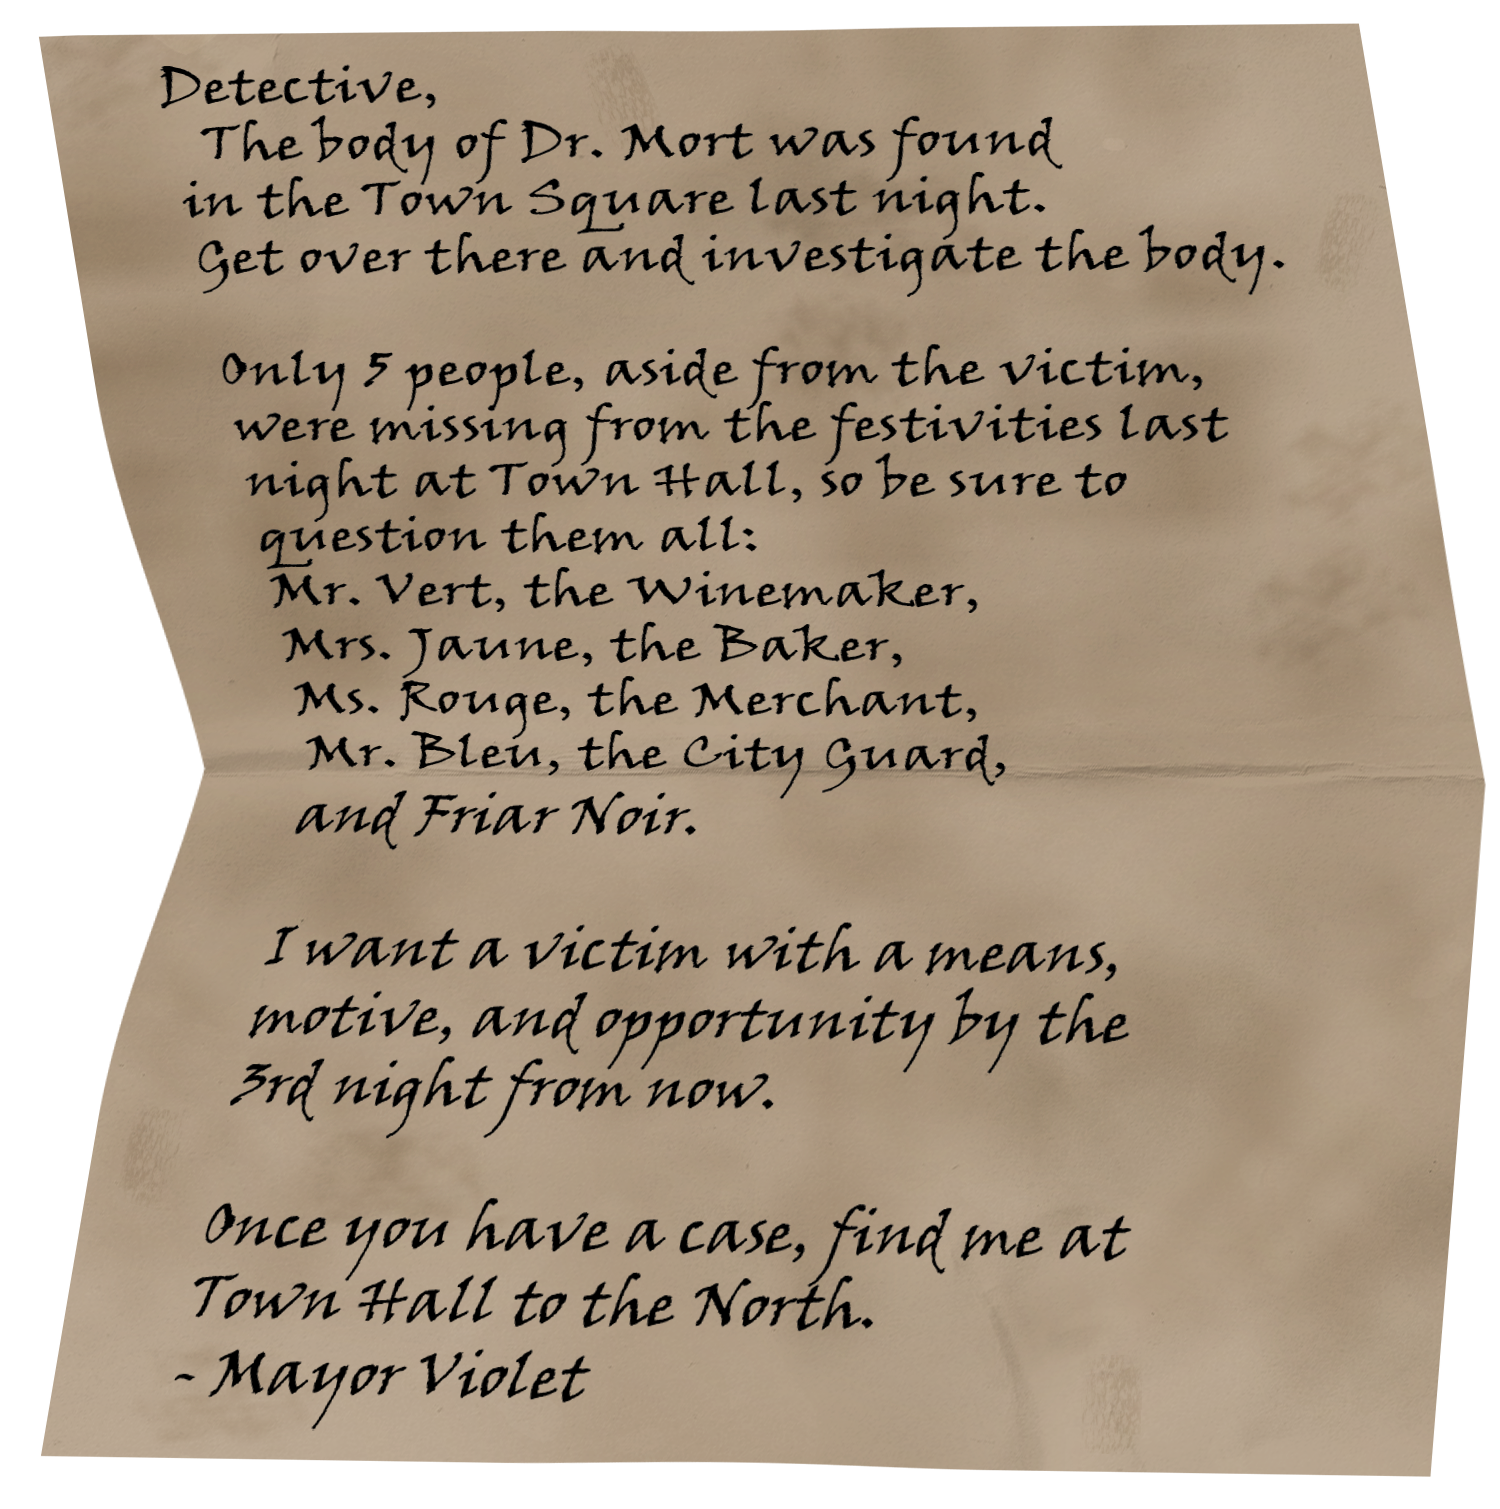 Detective,
The body of Dr. Mort was found
in the Town Square last night.
Get over there and investigate the body.
Only 5 people, aside from the victim,
were missing from the festivities last
night at Town Hall, so be sure to
question them all:
Mr. Vert, the Winemaker,
Mrs. Jaune, the Baker,
Ms. Rouge, the Merchant,
Mr. Bleu, the City Guard,
and Friar Noir.
I want a victim with a means,
motive, and opportunity by the
3rd night from now.
Once you have a case, find me at
Town Hall to the North.
- Mayor Violet